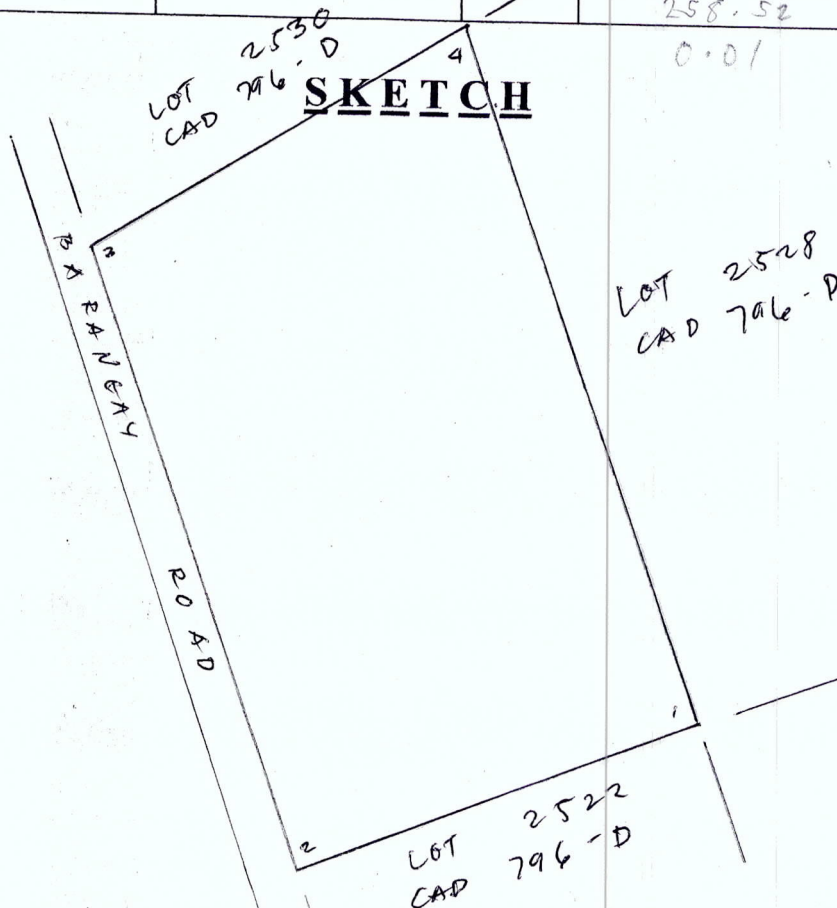 258.52
0.01
LOT 2530
CAD 796-D
4
SKETCH
3
BARANGAY ROAD
LOT 2528
CAD 796-D
1
2
LOT 2522
CAD 796-D